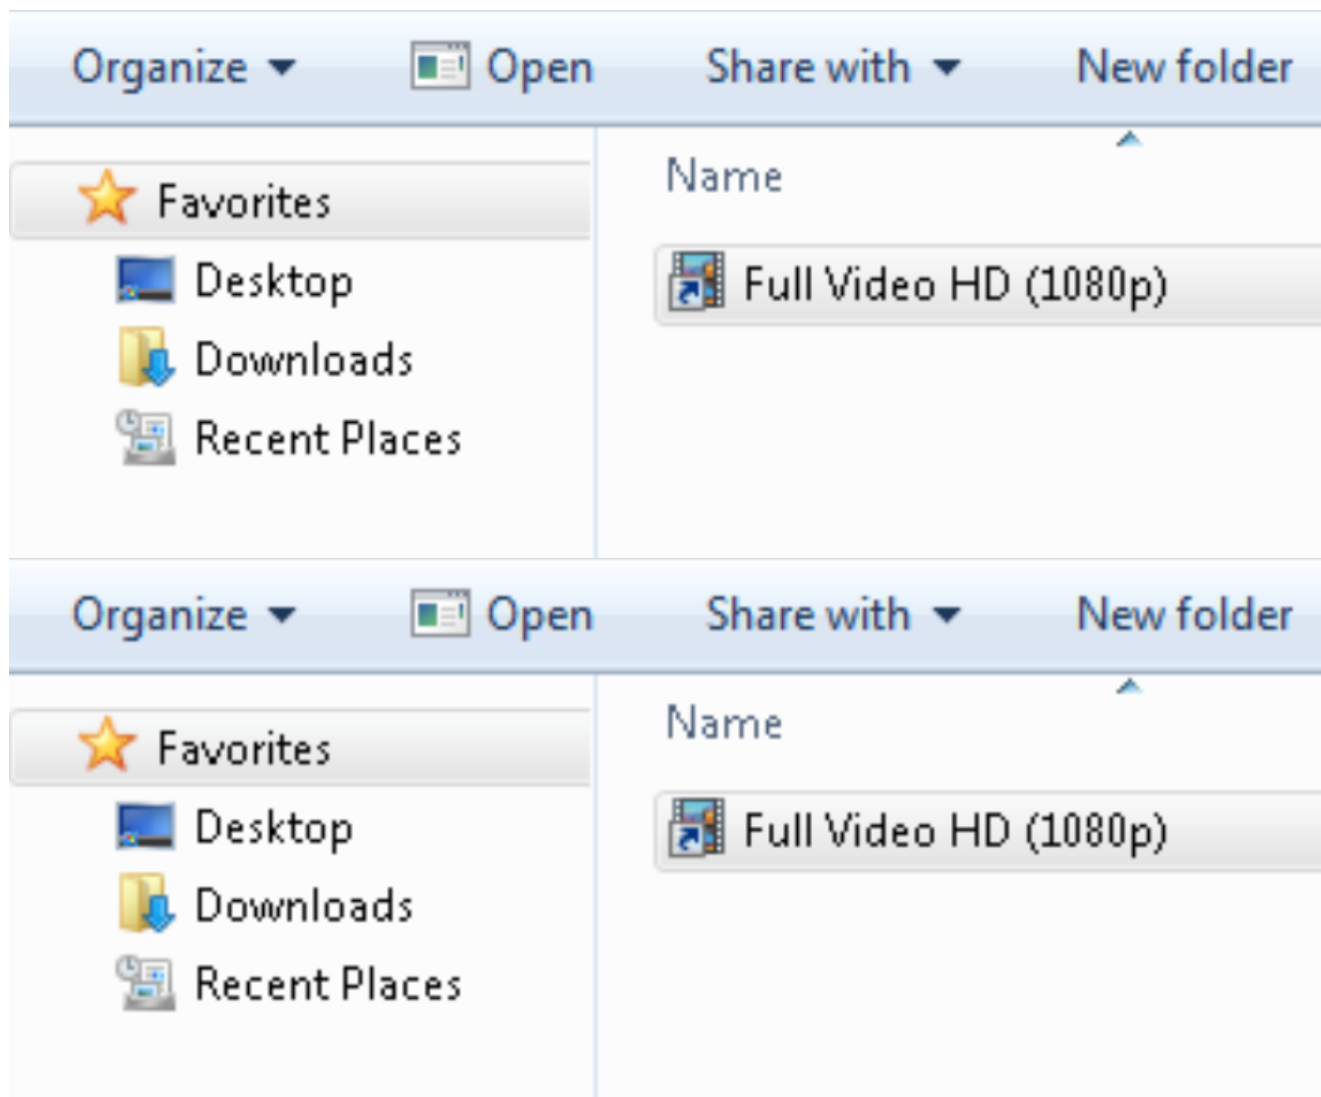 Organize Open Share with New folder
Name
Favorites
Full Video HD (1080p)
Desktop
Downloads
Recent Places
Organize Open Share with New folder
Name
Favorites
Full Video HD (1080p)
Desktop
Downloads
Recent Places